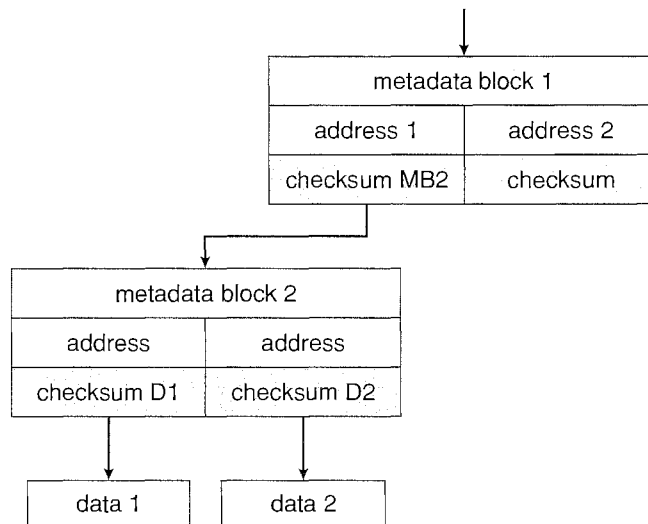 metadata block 1
address 1 address 2
checksum MB2 checksum
metadata block 2
address address
checksum D1 checksum D2
data 1 data 2